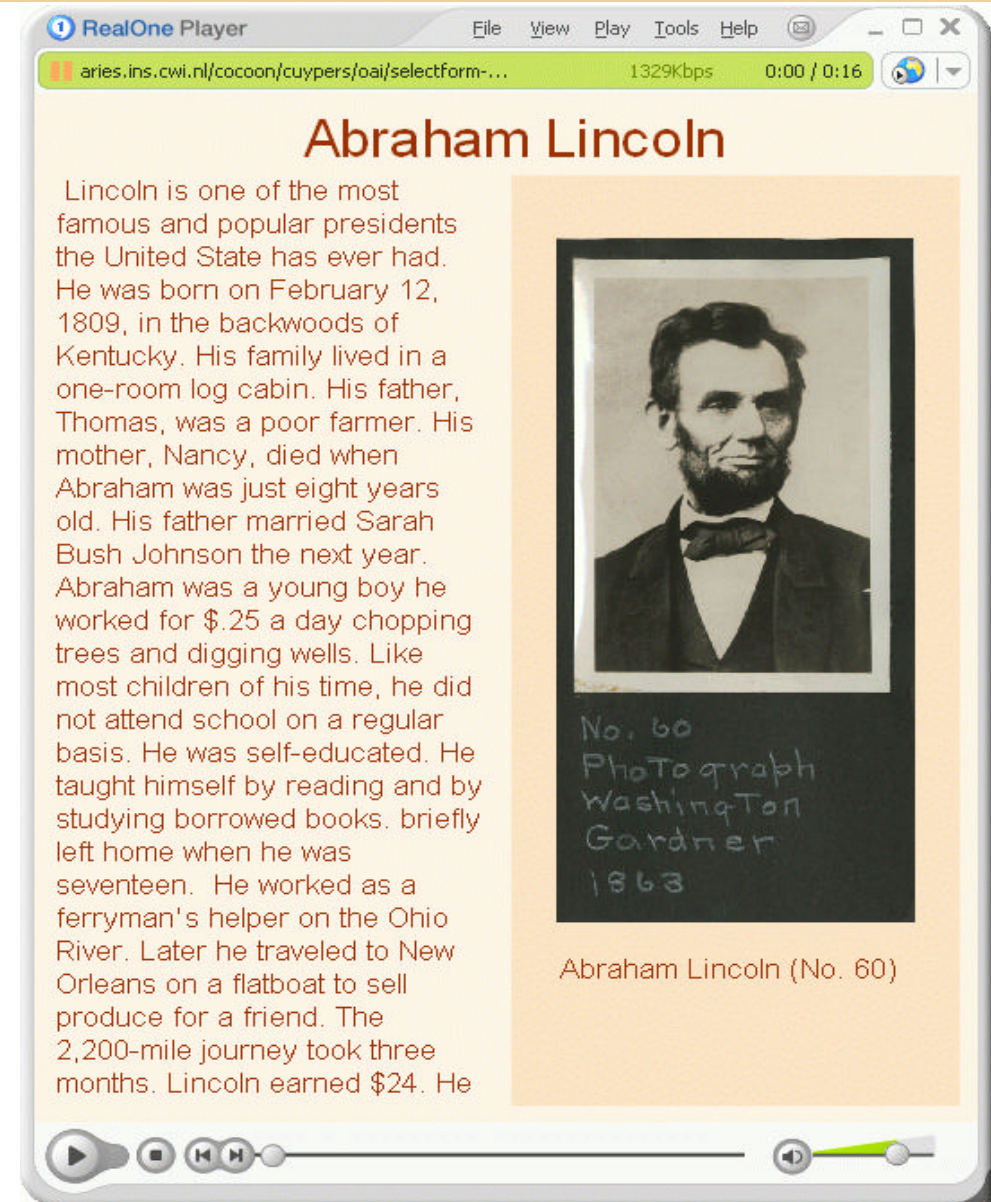 RealOne Player
File View Play Tools Help
aries.ins.cwi.nl/cocoon/cuypers/oai/selectform-... 1329Kbps 0:00 / 0:16
Abraham Lincoln
Lincoln is one of the most
famous and popular presidents
the United State has ever had.
He was born on February 12,
1809, in the backwoods of
Kentucky. His family lived in a
one-room log cabin. His father,
Thomas, was a poor farmer. His
mother, Nancy, died when
Abraham was just eight years
old. His father married Sarah
Bush Johnson the next year.
Abraham was a young boy he
worked for $.25 a day chopping
trees and digging wells. Like
most children of his time, he did
not attend school on a regular
basis. He was self-educated. He
taught himself by reading and by
studying borrowed books. briefly
left home when he was
seventeen.  He worked as a
ferryman's helper on the Ohio
River. Later he traveled to New
Orleans on a flatboat to sell
produce for a friend. The
2,200-mile journey took three
months. Lincoln earned $24. He
No. 60
Photograph
Washington
Gardner
1863
Abraham Lincoln (No. 60)